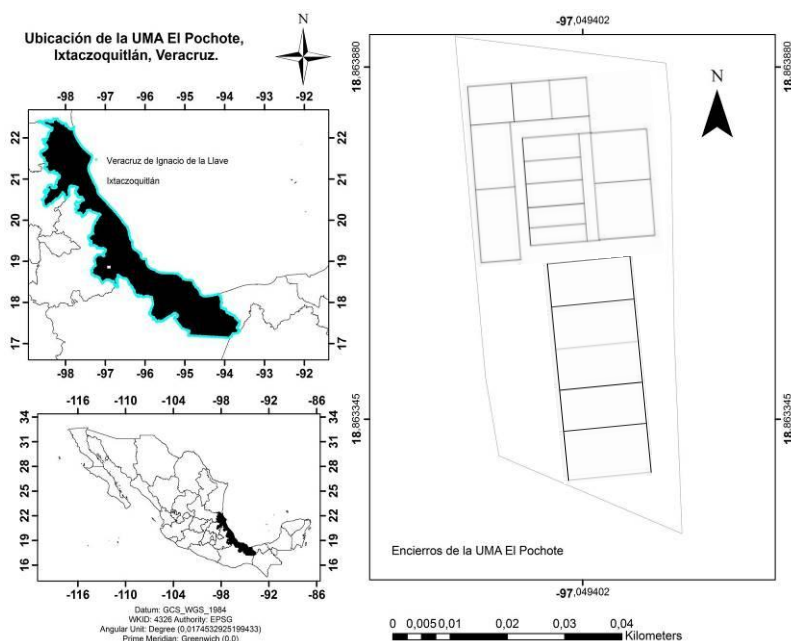 Ubicación de la UMA El Pochote,
Ixtaczoquitlán, Veracruz.
N
-98 -97 -96 -95 -94 -93 -92
22
21
20
19
18
17
22
21
20
19
18
17
Veracruz de Ignacio de la Llave
Ixtaczoquitlán
-98 -97 -96 -95 -94 -93 -92
-116 -110 -104 -98 -92 -86
34
31
28
25
22
19
16
34
31
28
25
22
19
16
-116 -110 -104 -98 -92 -86
Datum: GCS_WGS_1984
WKID: 4326 Authority: EPSG
Angular Unit: Degree (0,0174532925199433)
Prime Meridian: Greenwich (0,0)
-97,049402
18,863880
18,863880
N
18,863345
18,863345
Encierros de la UMA El Pochote
-97,049402
0 0,005 0,01 0,02 0,03 0,04
Kilometers